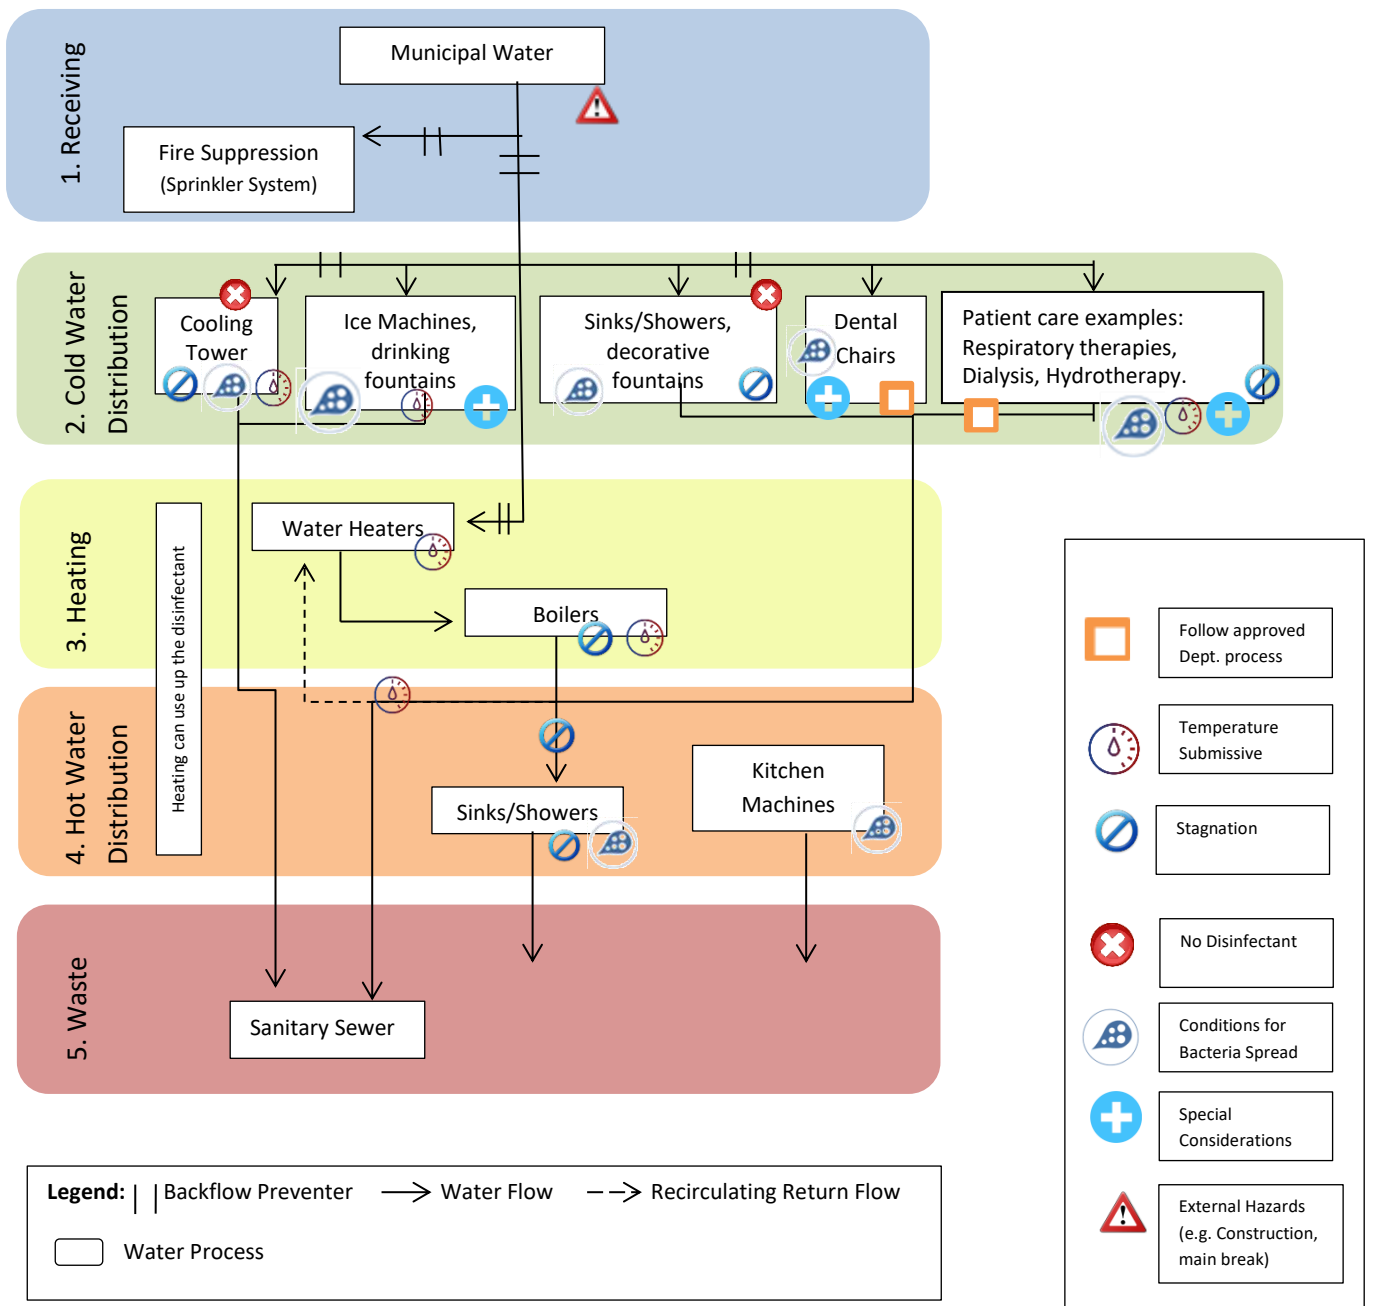 1. Receiving
Municipal Water
Fire Suppression
(Sprinkler System)
2. Cold Water
Distribution
Cooling
Tower
Ice Machines,
drinking
fountains
Sinks/Showers,
decorative
fountains
Dental
Chairs
Patient care examples:
Respiratory therapies,
Dialysis, Hydrotherapy.
3. Heating
Heating can use up the disinfectant
Water Heaters
Boilers
4. Hot Water
Distribution
Sinks/Showers
Kitchen
Machines
5. Waste
Sanitary Sewer
Follow approved
Dept. process
Temperature
Submissive
Stagnation
No Disinfectant
Conditions for
Bacteria Spread
Special
Considerations
External Hazards
(e.g. Construction,
main break)
Legend: Backflow Preventer Water Flow Recirculating Return Flow
Water Process